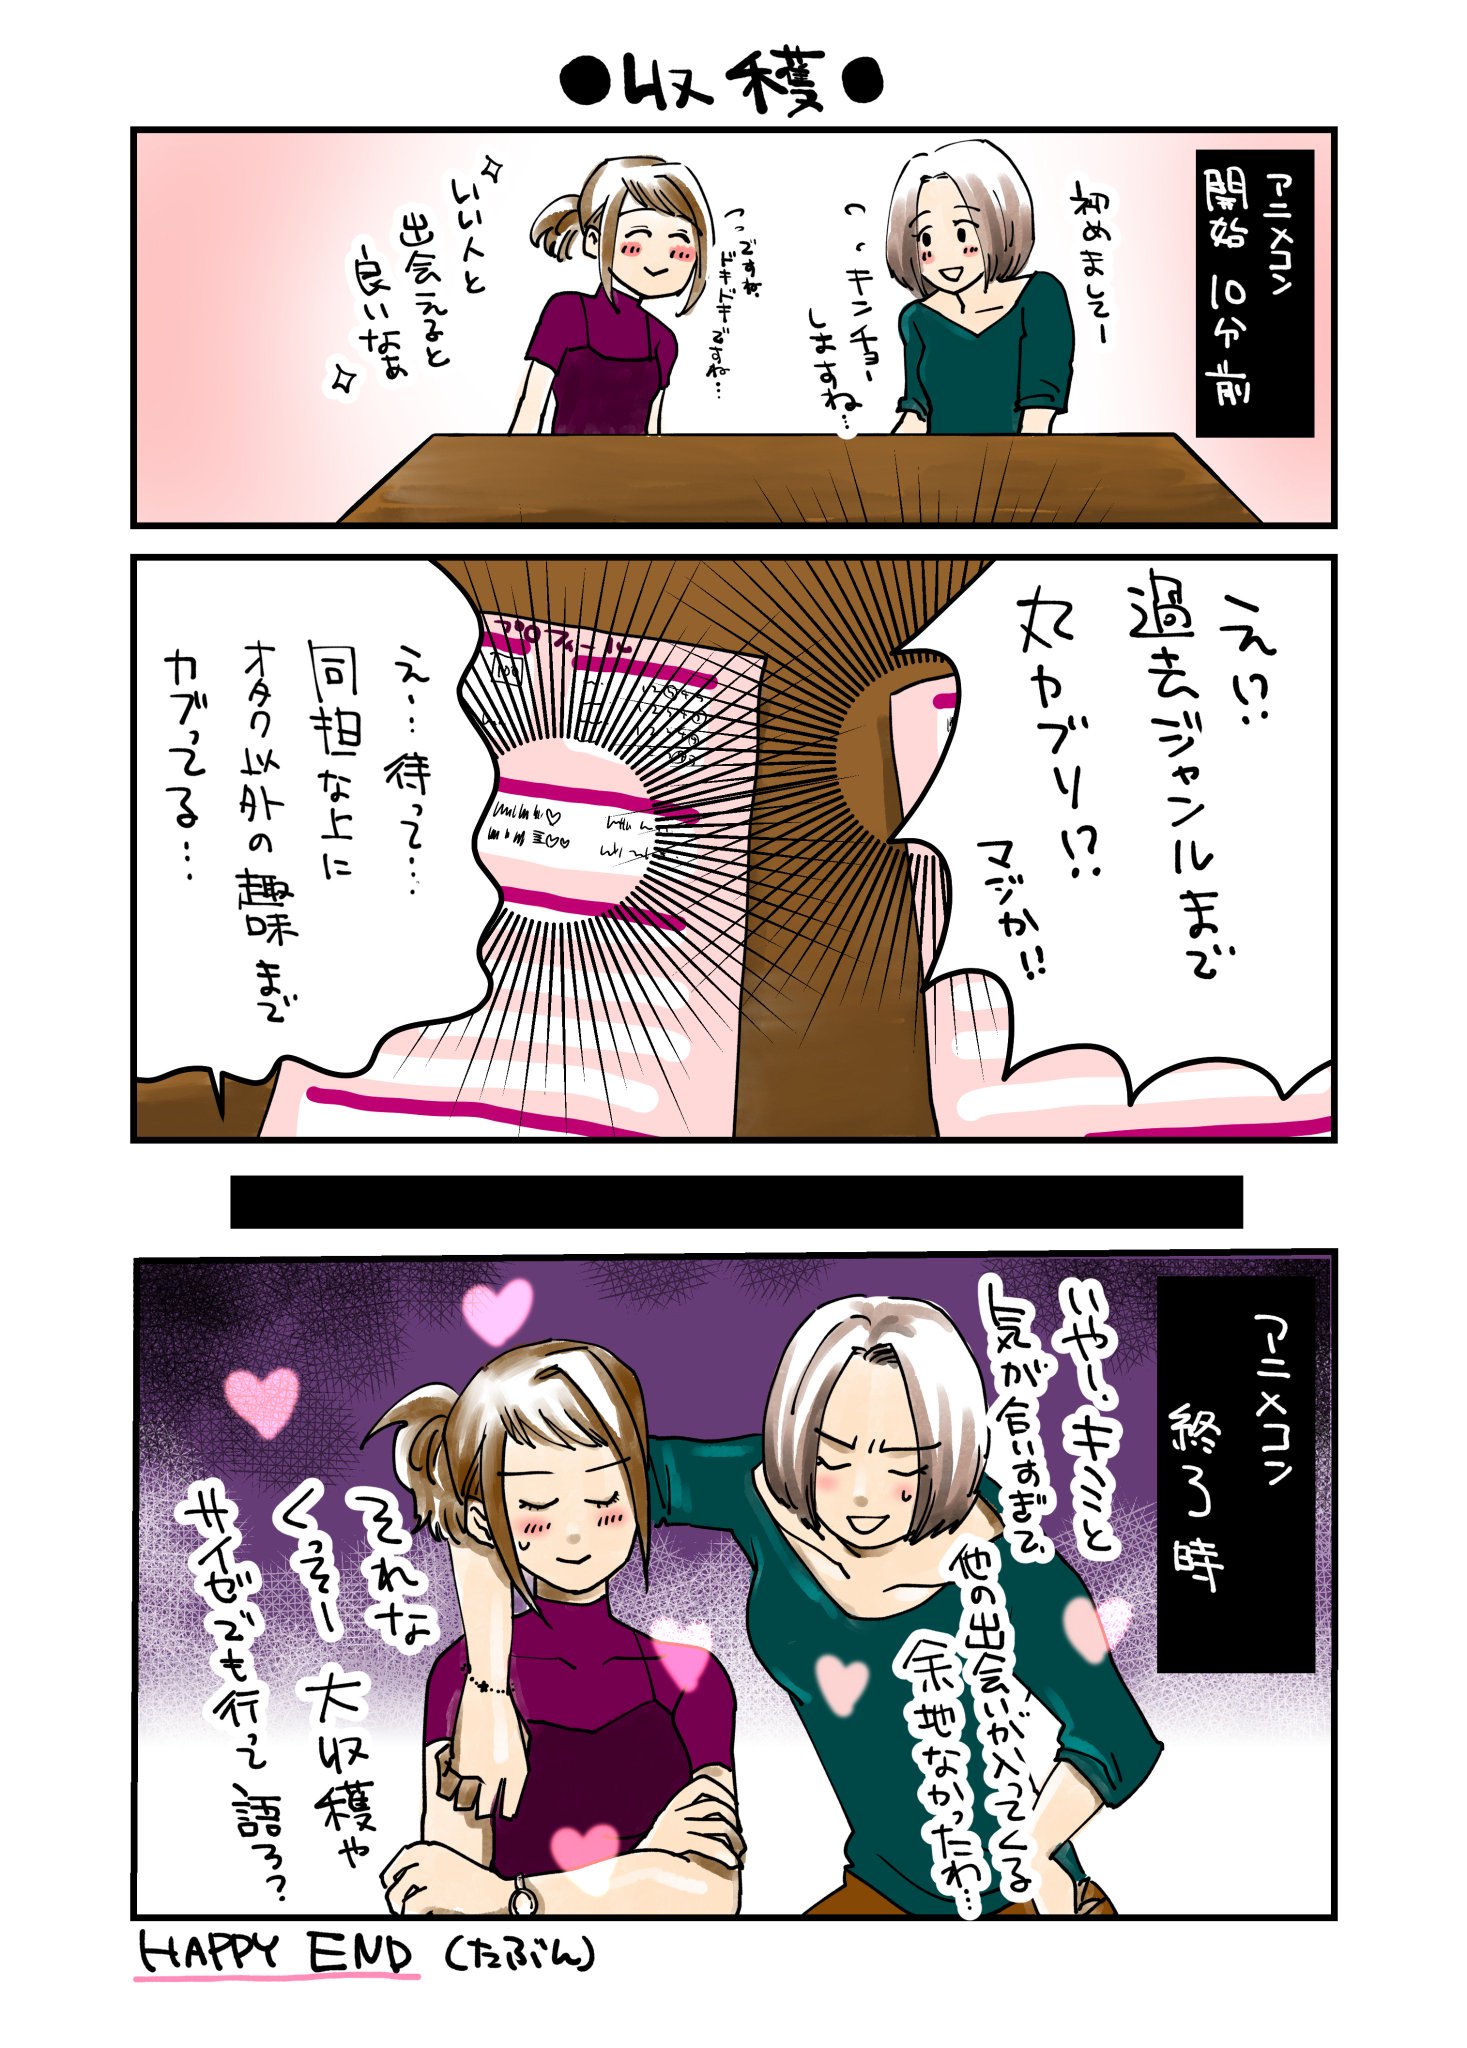 ●収穫●
アニメコン
開始10分前
初めましてー
キンチョー
しますね…
ですね。
ドキドキですね…
いい人と
出会えると
良いなぁ
え!?
過去ジャンルまで
丸カブリ!?
マジか!!
プロフィール
100
え…待って…
同担な上に
オタク以外の趣味まで
カブってる…
アニメコン
終了時
いやー、キミと
気が合いすぎて、
他の出会いが入ってくる
余地なかったわ…
それな
くっそー
大収穫や
サイゼでも行って語ろ?
HAPPY END (たぶん)